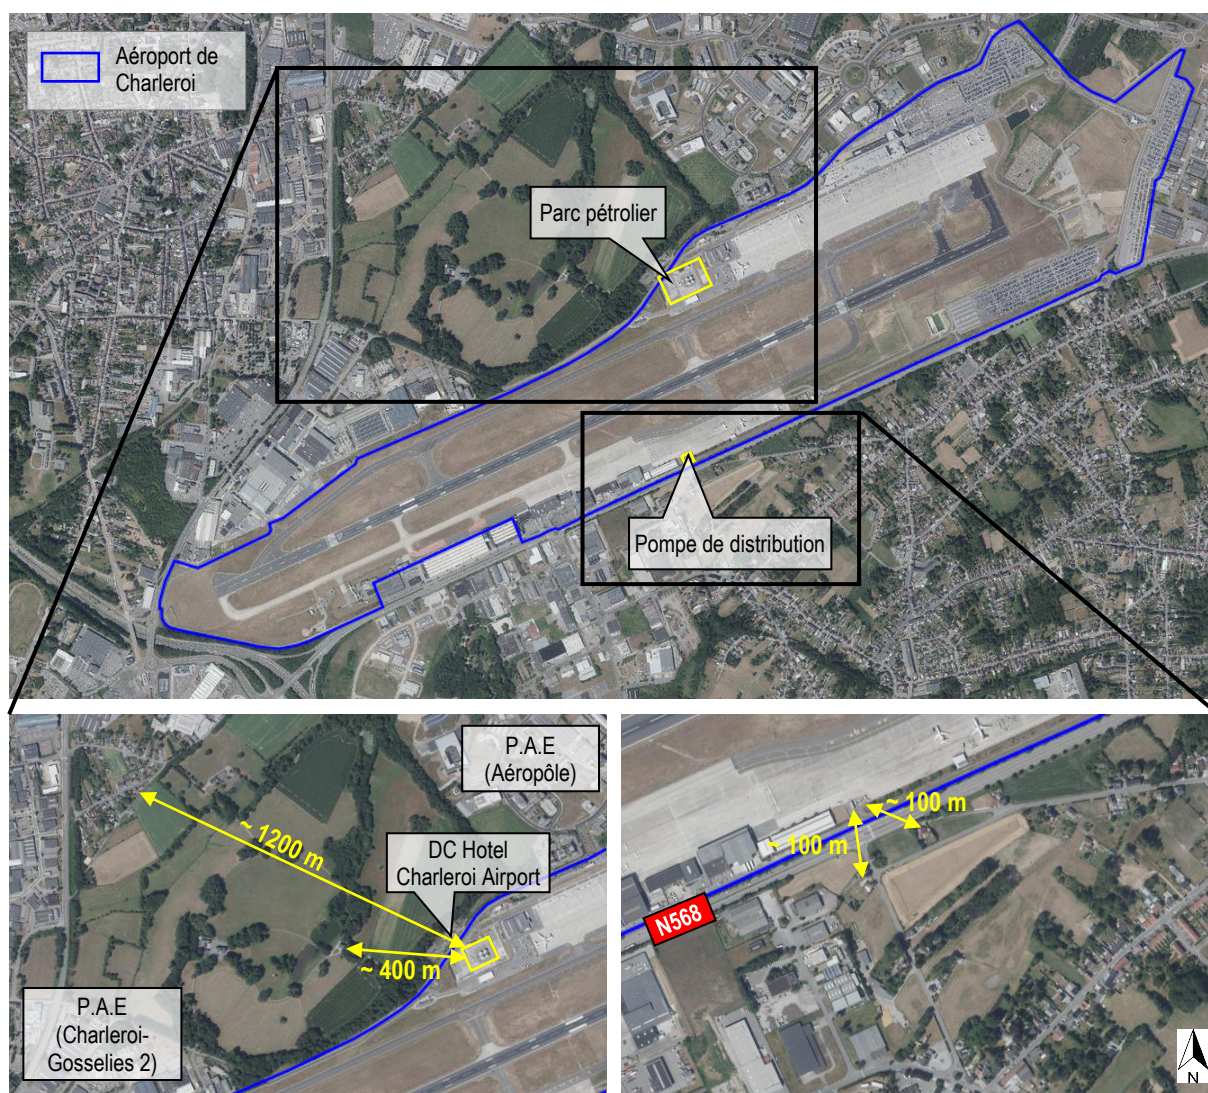 Aéroport de
Charleroi
Parc pétrolier
Pompe de distribution
P.A.E
(Aéropôle)
~ 1200 m
DC Hotel
Charleroi Airport
~ 400 m
P.A.E
(Charleroi-
Gosselies 2)
~ 100 m
~ 100 m
N568
N